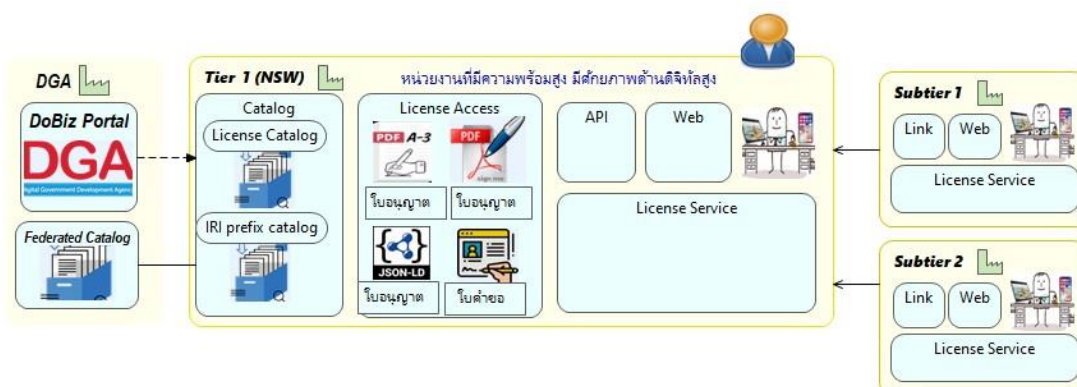 DGA
DoBiz Portal
DGA
Digital Government Development Agency
Federated Catalog
Tier 1 (NSW)
หน่วยงานที่มีความพร้อมสูง มีศักยภาพด้านดิจิทัลสูง
Catalog
License Catalog
IRI prefix catalog
License Access
PDF A-3
PDF
ใบอนุญาต
ใบอนุญาต
JSON-LD
ใบอนุญาต
ใบคำขอ
API
Web
License Service
Subtier 1
Link
Web
License Service
Subtier 2
Link
Web
License Service